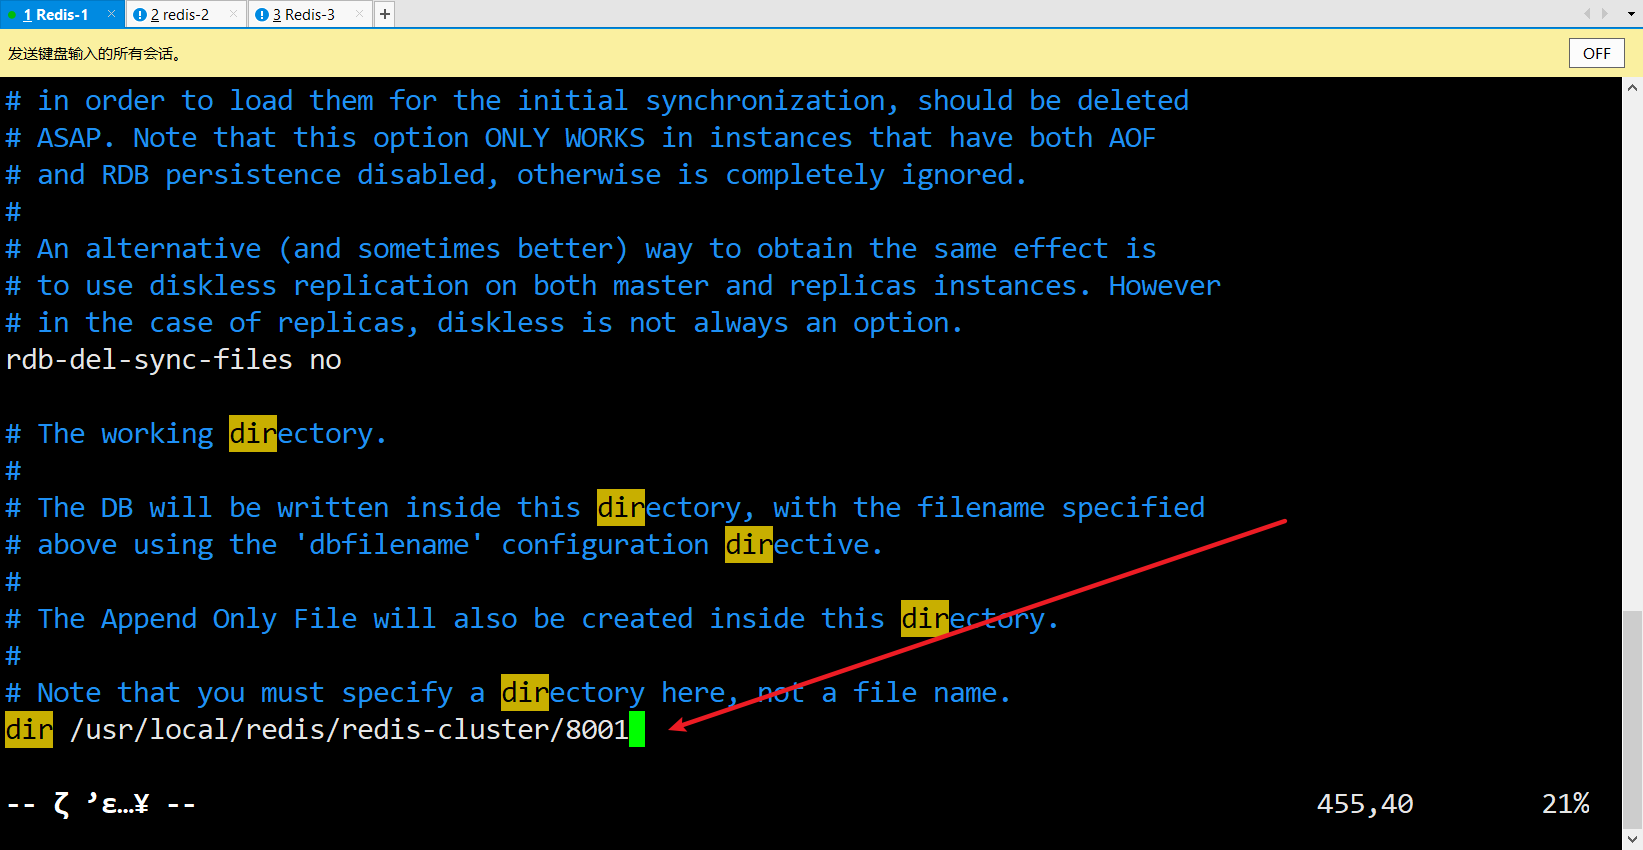 1 Redis-1 × 2 redis-2 × 3 Redis-3 × +
发送键盘输入的所有会话。 OFF
# in order to load them for the initial synchronization, should be deleted
# ASAP. Note that this option ONLY WORKS in instances that have both AOF
# and RDB persistence disabled, otherwise is completely ignored.
#
# An alternative (and sometimes better) way to obtain the same effect is
# to use diskless replication on both master and replicas instances. However
# in the case of replicas, diskless is not always an option.
rdb-del-sync-files no
# The working directory.
#
# The DB will be written inside this directory, with the filename specified
# above using the 'dbfilename' configuration directive.
#
# The Append Only File will also be created inside this directory.
#
# Note that you must specify a directory here, not a file name.
dir /usr/local/redis/redis-cluster/8001
-- ζ ’ε…¥ -- 455,40 21%